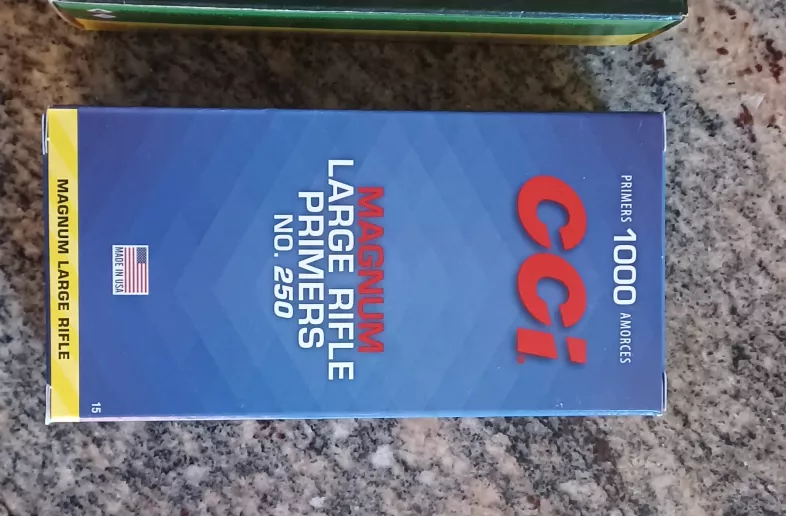 PRIMERS 1000 AMORCES
CCi
MAGNUM
LARGE RIFLE
PRIMERS
NO. 250
MADE IN USA
15
MAGNUM LARGE RIFLE